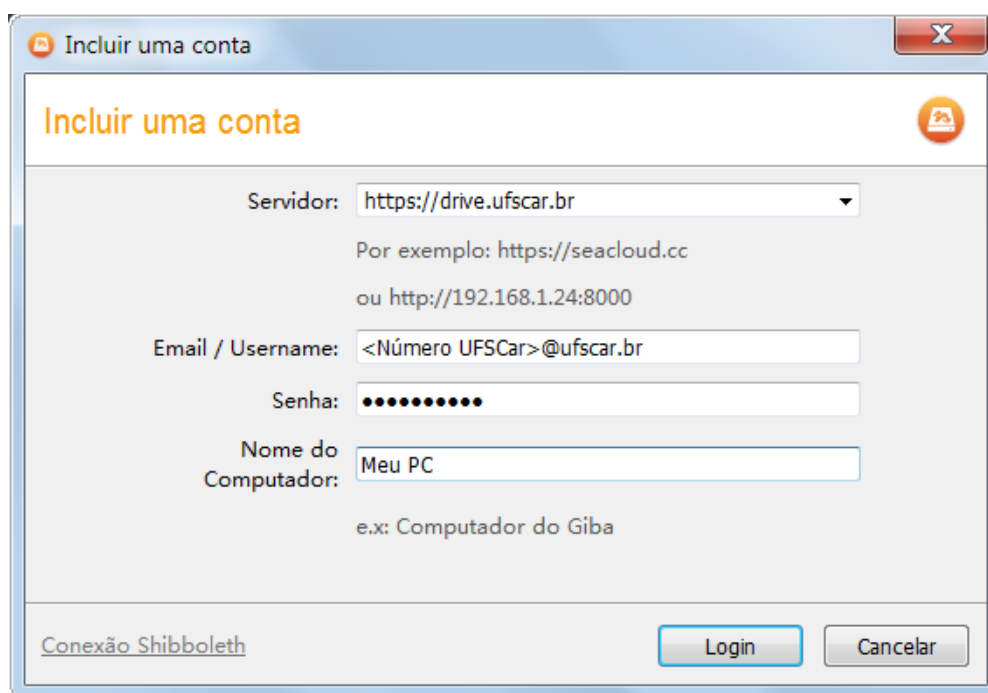 Incluir uma conta
Incluir uma conta
Servidor: https://drive.ufscar.br
Por exemplo: https://seacloud.cc
ou http://192.168.1.24:8000
Email / Username: <Número UFSCar>@ufscar.br
Senha: ••••••••••
Nome do
Computador: Meu PC
e.x: Computador do Giba
Conexão Shibboleth Login Cancelar